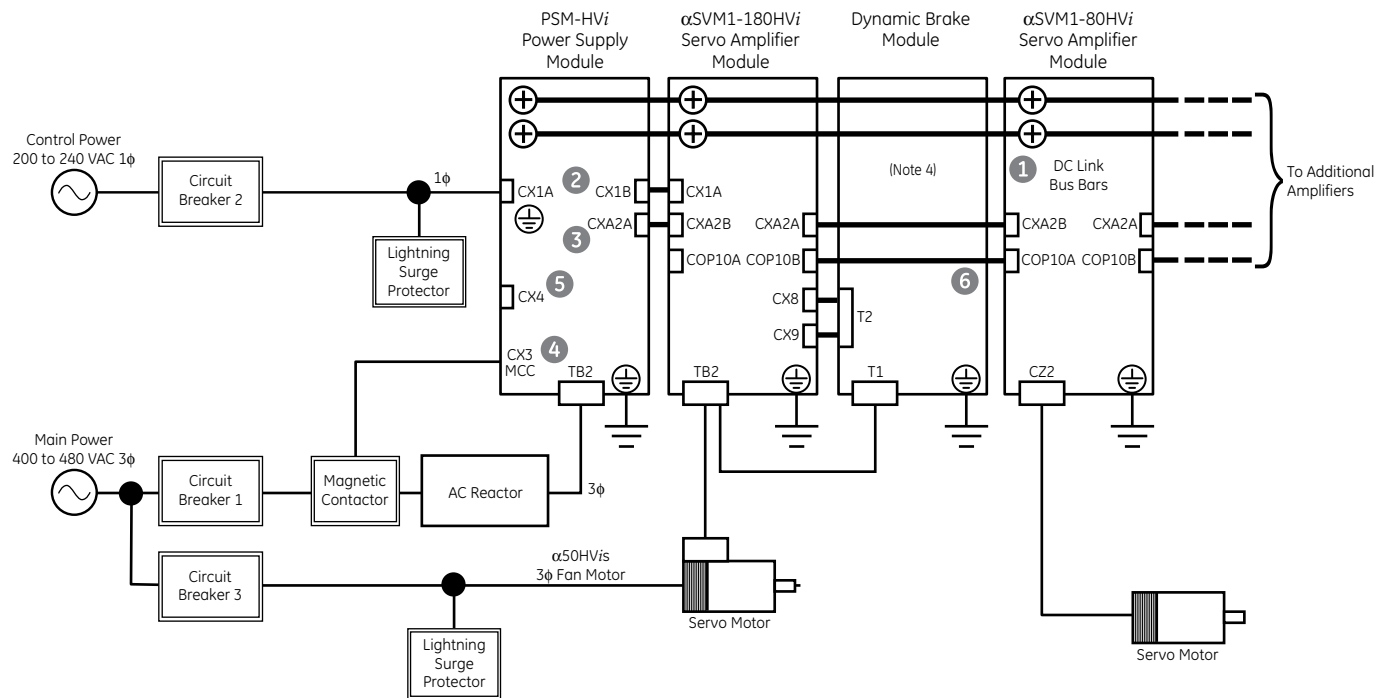 PSM-HVi
Power Supply
Module
αSVM1-180HVi
Servo Amplifier
Module
Dynamic Brake
Module
αSVM1-80HVi
Servo Amplifier
Module
Control Power
200 to 240 VAC 1ϕ
Circuit
Breaker 2
1ϕ
Lightning
Surge
Protector
CX1A
2
CX1B
CX1A
(Note 4)
1
DC Link
Bus Bars
To Additional
Amplifiers
3
CXA2A
CXA2B
CXA2A
CXA2B
CXA2A
COP10A
COP10B
6
COP10A
COP10B
5
CX4
CX8
CX9
T2
CX3
MCC
4
TB2
TB2
T1
CZ2
Main Power
400 to 480 VAC 3ϕ
Circuit
Breaker 1
Magnetic
Contactor
AC Reactor
3ϕ
Circuit
Breaker 3
α50HVis
3ϕ Fan Motor
Lightning
Surge
Protector
Servo Motor
Servo Motor